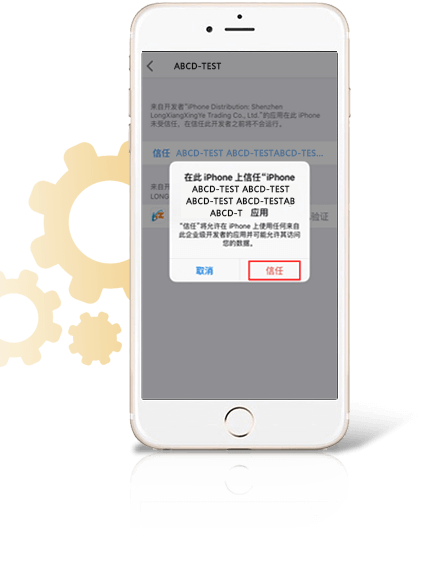 ABCD-TEST
来自开发者"iPhone Distribution: Shenzhen
LongXiangXingYe Trading Co., Ltd."的应用在此 iPhone
未受信任。在信任此开发者之前将不会运行。
信任 ABCD-TEST ABCD-TESTABCD-TES...
在此 iPhone 上信任"iPhone
ABCD-TEST ABCD-TEST
ABCD-TEST ABCD-TESTAB
ABCD-T 应用
"信任"将允许在 iPhone 上使用任何来自
此企业级开发者的应用并可能允许其访问
您的数据。
来自开
LONG
验证
取消
信任